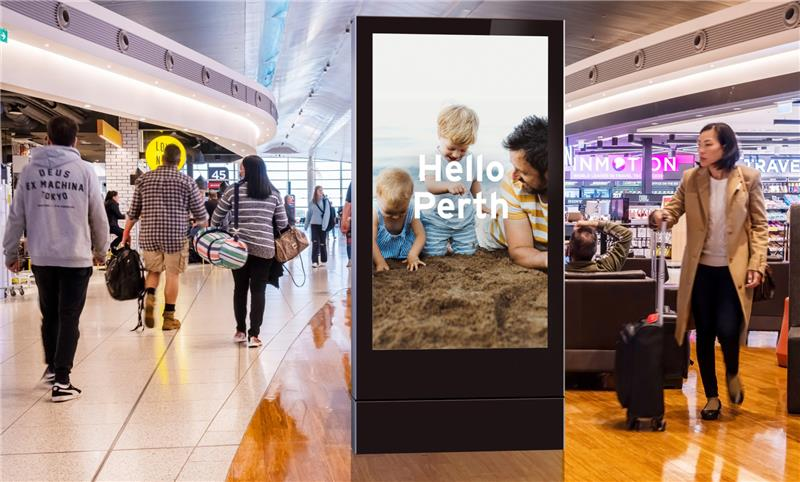 DEUS
EX MACHINA
TOKYO
45
Hello
Perth
INMOTION
TRAVE